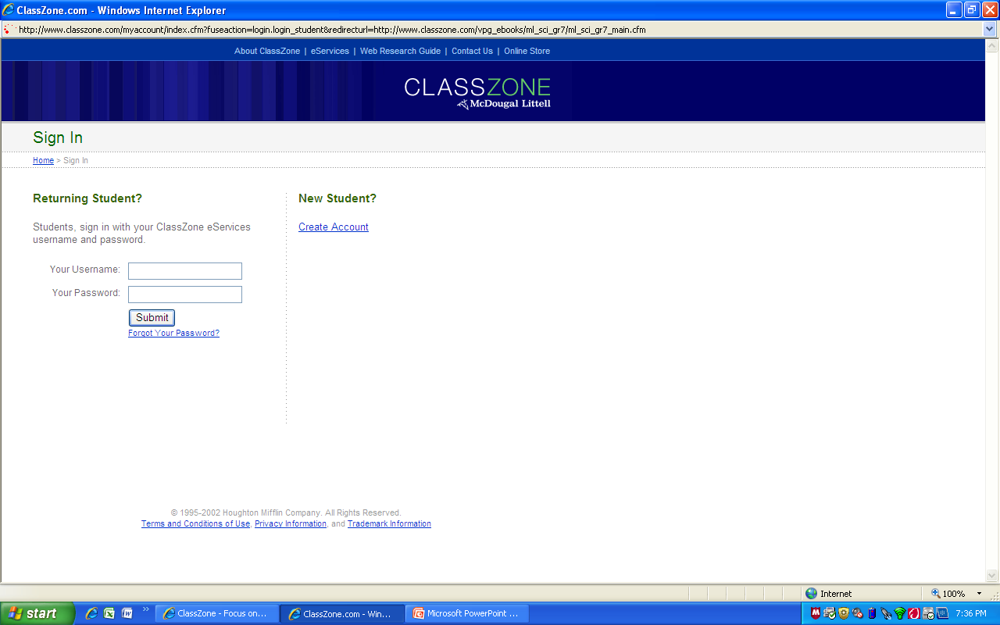 ClassZone.com - Windows Internet Explorer
http://www.classzone.com/myaccount/index.cfm?fuseaction=login.login_student&redirecturl=http://www.classzone.com/vpg_ebooks/ml_sci_gr7/ml_sci_gr7_main.cfm
About ClassZone | eServices | Web Research Guide | Contact Us | Online Store
CLASSZONE
McDougal Littell
Sign In
Home > Sign In
Returning Student?
Students, sign in with your ClassZone eServices
username and password.
Your Username:
Your Password:
Submit
Forgot Your Password?
New Student?
Create Account
© 1995-2002 Houghton Mifflin Company. All Rights Reserved.
Terms and Conditions of Use, Privacy Information, and Trademark Information
Internet 100%
start ClassZone - Focus on... ClassZone.com - Win... Microsoft PowerPoint ... 7:36 PM